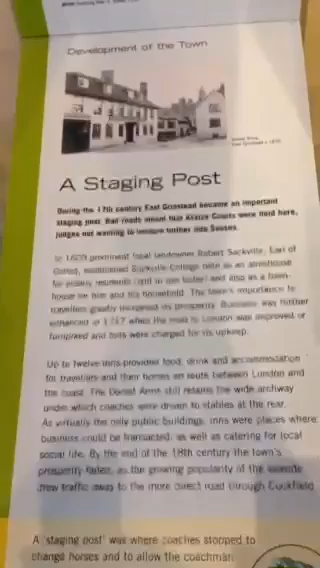 Development of the Town
A Staging Post
During the 17th century East Grinstead became an important
staging post. Bad roads meant that Assize Courts were held here,
judges not wanting to venture further into Sussex.
In 1609 prominent local landowner Robert Sackville, Earl of
Dorset, established Sackville College here as an almshouse
for elderly residents (still in use today) and also as a town-
house for him and his household. The town's importance to
travellers greatly increased its prosperity. Business was further
enhanced in 1717 when the road to London was improved or
turnpiked and tolls were charged for its upkeep.
Up to twelve inns provided food, drink and accommodation
for travellers and their horses en route between London and
the coast. The Dorset Arms still retains the wide archway
under which coaches were driven to stables at the rear.
As virtually the only public buildings, inns were places where
business could be transacted, as well as catering for local
social life. By the end of the 18th century the town's
prosperity faded, as the growing popularity of the seaside
drew traffic away to the more direct road through Cuckfield.
A 'staging post' was where coaches stopped to
change horses and to allow the coachman